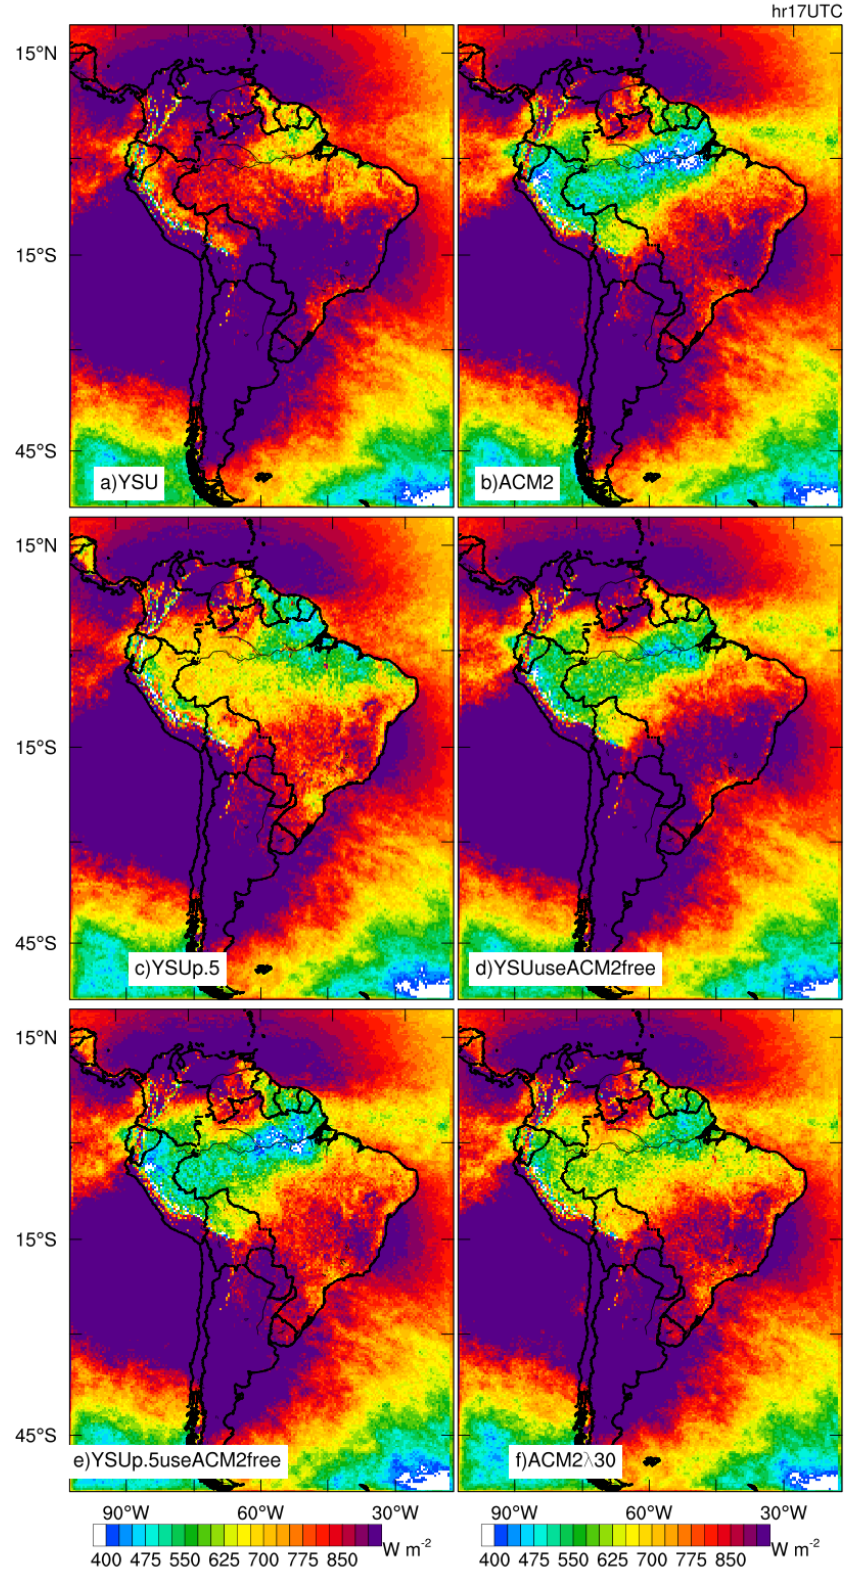 hr17UTC
15°N
15°S
45°S
a)YSU
b)ACM2
15°N
15°S
45°S
c)YSUp.5
d)YSUuseACM2free
15°N
15°S
45°S
e)YSUp.5useACM2free
f)ACM2λ30
90°W 60°W 30°W 90°W 60°W 30°W
W m-2 W m-2
400 475 550 625 700 775 850 400 475 550 625 700 775 850